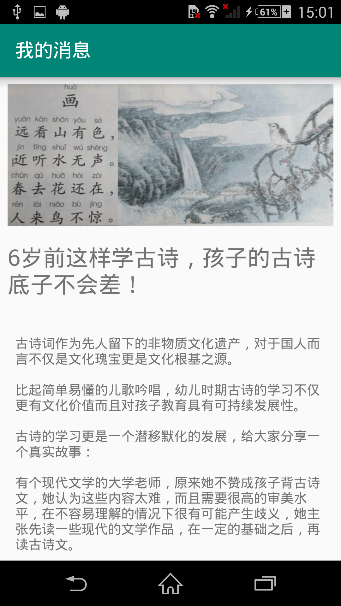 61%
15:01
我的消息
huà
画
yuǎn kàn shān yǒu sè
远看山有色，
jìn tīng shuǐ wú shēng
近听水无声。
chūn qù huā hái zài
春去花还在，
rén lái niǎo bù jīng
人来鸟不惊。
6岁前这样学古诗，孩子的古诗
底子不会差！
古诗词作为先人留下的非物质文化遗产，对于国人而
言不仅是文化瑰宝更是文化根基之源。
比起简单易懂的儿歌吟唱，幼儿时期古诗的学习不仅
更有文化价值而且对孩子教育具有可持续发展性。
古诗的学习更是一个潜移默化的发展，给大家分享一
个真实故事：
有个现代文学的大学老师，原来她不赞成孩子背古诗
文，她认为这些内容太难，而且需要很高的审美水
平，在不容易理解的情况下很有可能产生歧义，她主
张先读一些现代的文学作品，在一定的基础之后，再
读古诗文。